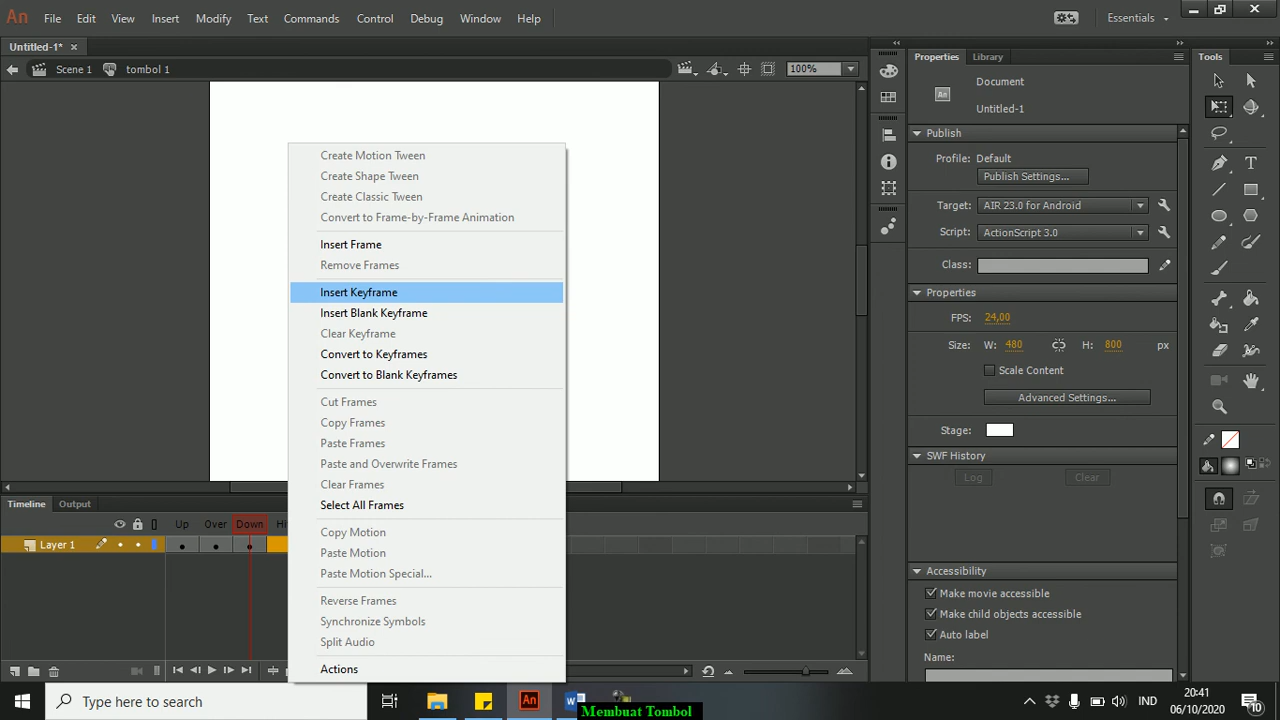 An File Edit View Insert Modify Text Commands Control Debug Window Help Essentials
Untitled-1*
Scene 1 tombol 1 100%
Create Motion Tween
Create Shape Tween
Create Classic Tween
Convert to Frame-by-Frame Animation
Insert Frame
Remove Frames
Insert Keyframe
Insert Blank Keyframe
Clear Keyframe
Convert to Keyframes
Convert to Blank Keyframes
Cut Frames
Copy Frames
Paste Frames
Paste and Overwrite Frames
Clear Frames
Select All Frames
Copy Motion
Paste Motion
Paste Motion Special...
Reverse Frames
Synchronize Symbols
Split Audio
Actions
Timeline Output
Up Over Down
Layer 1
Properties Library
Document
An
Untitled-1
Publish
Profile: Default
Publish Settings...
Target: AIR 23.0 for Android
Script: ActionScript 3.0
Class:
Properties
FPS: 24,00
Size: W: 480 H: 800 px
Scale Content
Advanced Settings...
Stage:
SWF History
Log Clear
Accessibility
Make movie accessible
Make child objects accessible
Auto label
Name:
Tools
Type here to search
An
Membuat Tombol
IND
20:41
06/10/2020
10